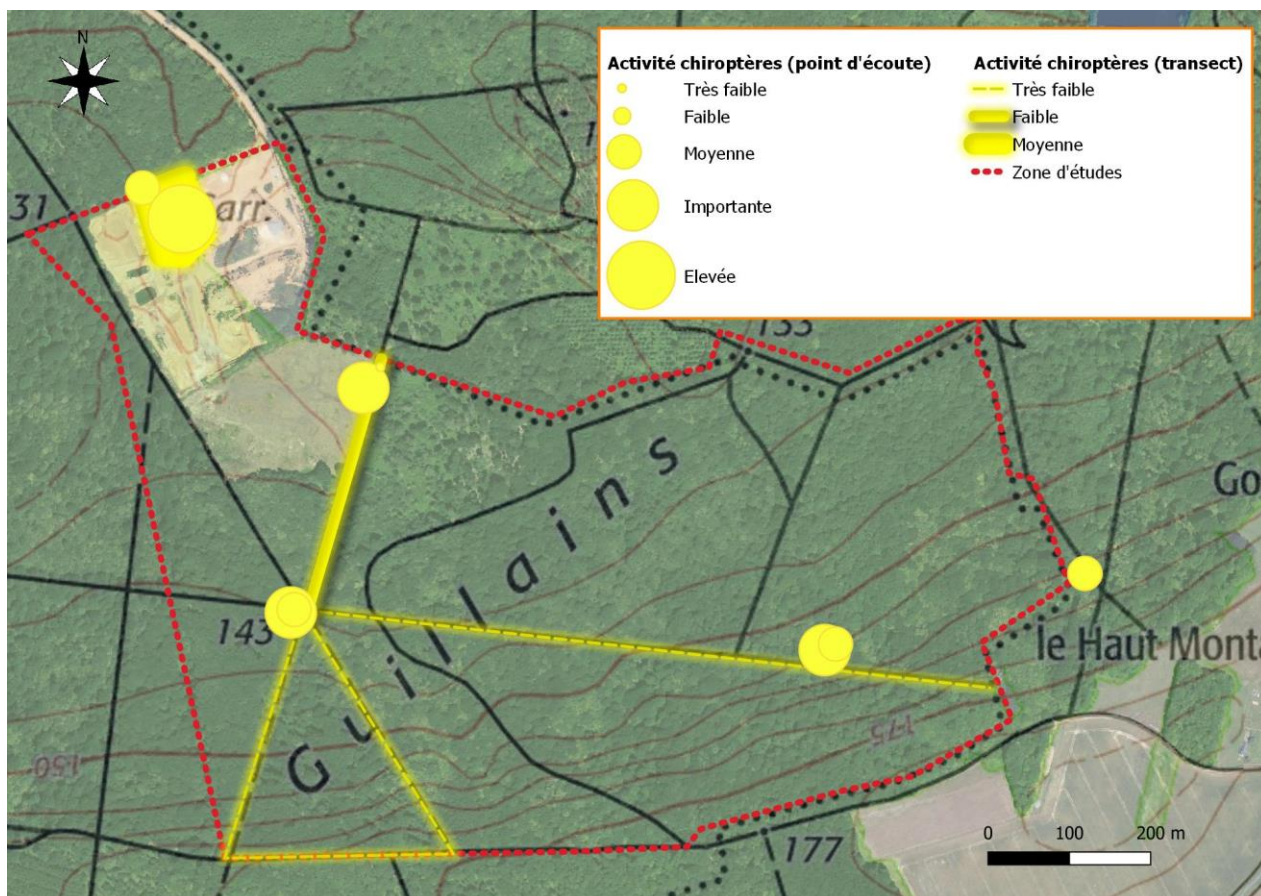 N
Activité chiroptères (point d'écoute)
Très faible
Faible
Moyenne
Importante
Elevée
Activité chiroptères (transect)
Très faible
Faible
Moyenne
Zone d'études
31
Carr.
143
Guillains
le Haut Monta
Go
150
175
177
0 100 200 m